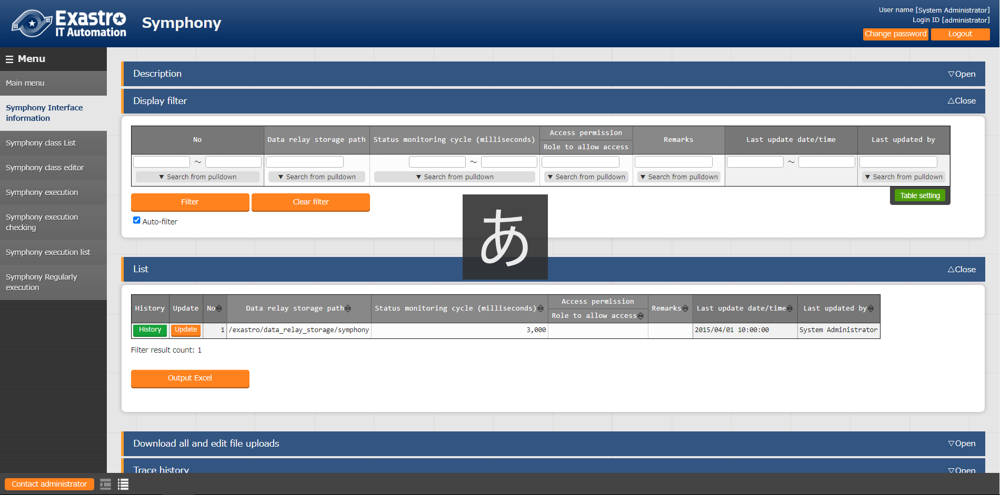 Exastro
IT Automation
Symphony
User name [System Administrator]
Login ID [administrator]
Change password
Logout
Menu
Main menu
Symphony Interface
information
Symphony class List
Symphony class editor
Symphony execution
Symphony execution
checking
Symphony execution list
Symphony Regularly
execution
Description
▽Open
Display filter
△Close
No
Data relay storage path
Status monitoring cycle (milliseconds)
Access permission
Role to allow access
Remarks
Last update date/time
Last updated by
~
~
~
▼ Search from pulldown
▼ Search from pulldown
▼ Search from pulldown
▼ Search from pulldown
▼ Search from pulldown
▼ Search from pulldown
Table setting
Filter
Clear filter
Auto-filter
あ
List
△Close
History
Update
No
Data relay storage path
Status monitoring cycle (milliseconds)
Access permission
Role to allow access
Remarks
Last update date/time
Last updated by
History
Update
1
/exastro/data_relay_storage/symphony
3,000
2015/04/01 10:00:00
System Administrator
Filter result count: 1
Output Excel
Download all and edit file uploads
▽Open
Trace history
▽Open
Contact administrator